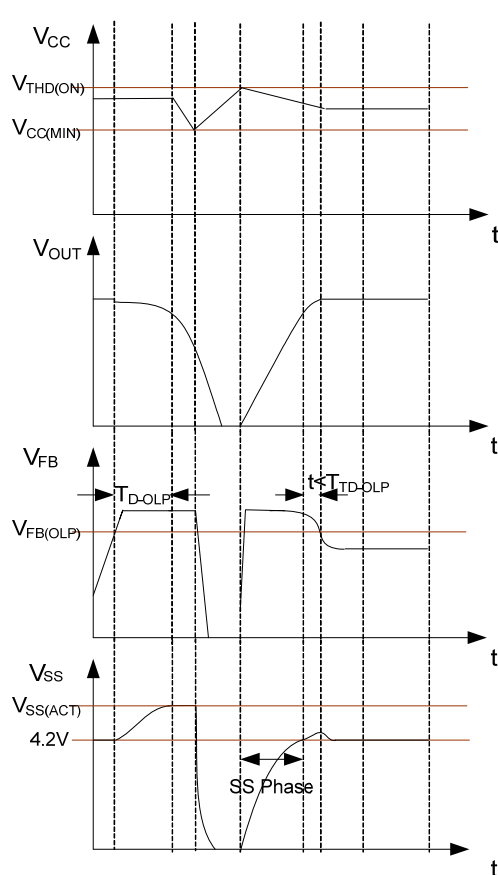 VCC
VTHD(ON)
VCC(MIN)
t
VOUT
t
VFB
TD-OLP
t<TTD-OLP
VFB(OLP)
t
VSS
VSS(ACT)
4.2V
SS Phase
t